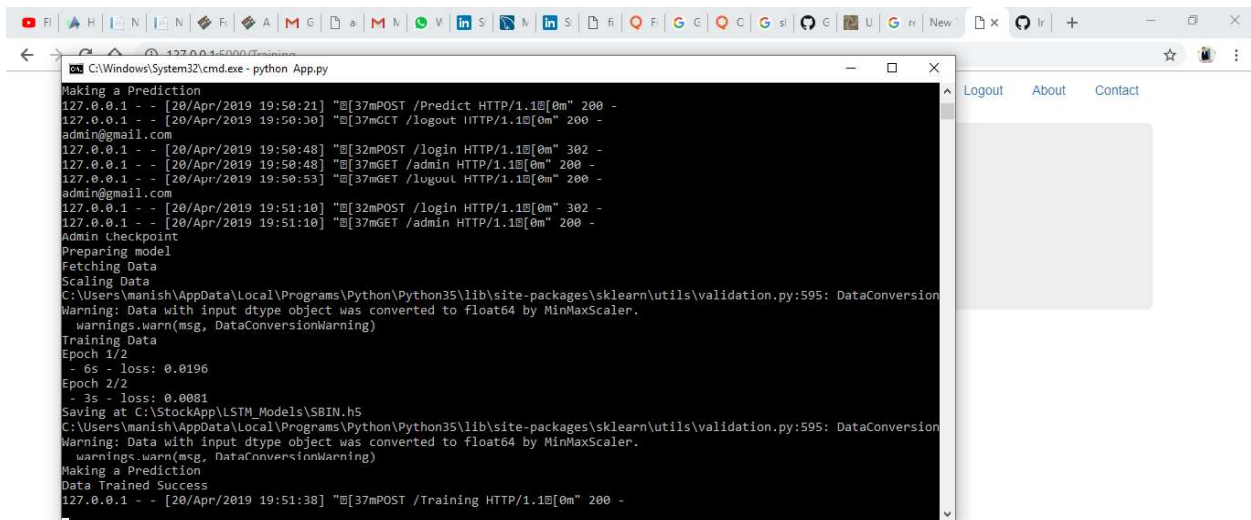 FI
A H
N
N
F
A
M G
a
M
W
S
N
S
fi
F
G
C
sl
G
U
n
New
Ir
127.0.0.1:5000/Training
C:\Windows\System32\cmd.exe - python App.py
Logout About Contact
Making a Prediction
127.0.0.1 - - [20/Apr/2019 19:50:21] "[37mPOST /Predict HTTP/1.1[0m" 200 -
127.0.0.1 - - [20/Apr/2019 19:50:30] "[37mGET /logout HTTP/1.1[0m" 200 -
admin@gmail.com
127.0.0.1 - - [20/Apr/2019 19:50:48] "[32mPOST /login HTTP/1.1[0m" 302 -
127.0.0.1 - - [20/Apr/2019 19:50:48] "[37mGET /admin HTTP/1.1[0m" 200 -
127.0.0.1 - - [20/Apr/2019 19:50:53] "[37mGET /logout HTTP/1.1[0m" 200 -
admin@gmail.com
127.0.0.1 - - [20/Apr/2019 19:51:10] "[32mPOST /login HTTP/1.1[0m" 302 -
127.0.0.1 - - [20/Apr/2019 19:51:10] "[37mGET /admin HTTP/1.1[0m" 200 -
Admin Checkpoint
Preparing model
Fetching Data
Scaling Data
C:\Users\manish\AppData\Local\Programs\Python\Python35\lib\site-packages\sklearn\utils\validation.py:595: DataConversion
Warning: Data with input dtype object was converted to float64 by MinMaxScaler.
warnings.warn(msg, DataConversionWarning)
Training Data
Epoch 1/2
- 6s - loss: 0.0196
Epoch 2/2
- 3s - loss: 0.0081
Saving at C:\StockApp\LSTM_Models\SBIN.h5
C:\Users\manish\AppData\Local\Programs\Python\Python35\lib\site-packages\sklearn\utils\validation.py:595: DataConversion
Warning: Data with input dtype object was converted to float64 by MinMaxScaler.
warnings.warn(msg, DataConversionWarning)
Making a Prediction
Data Trained Success
127.0.0.1 - - [20/Apr/2019 19:51:38] "[37mPOST /Training HTTP/1.1[0m" 200 -